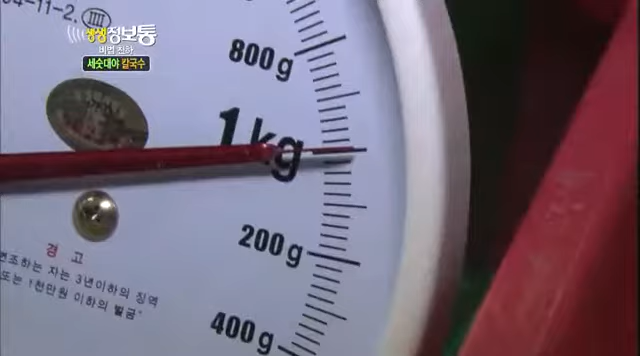 04-11-2.
Ⅲ
생생정보통
비법 전하
세숫대야 칼국수
800g
1kg
200g
400g
경 고
변조하는 자는 3년이하의 징역
또는 1천만원 이하의 벌금"